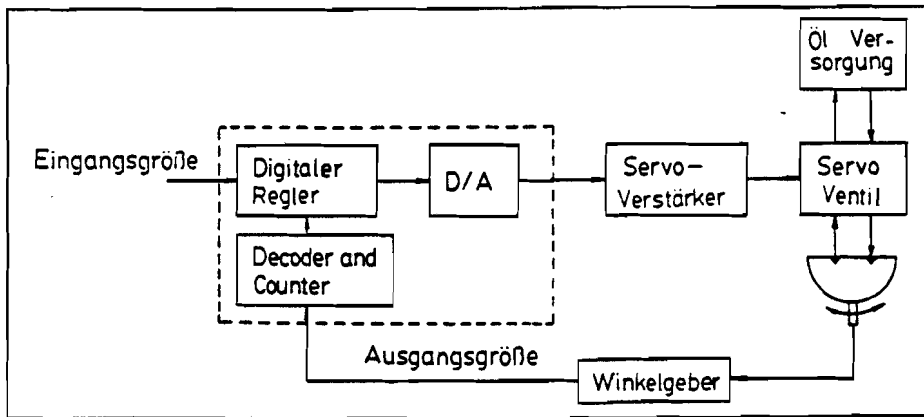 Öl Ver-
sorgung
Eingangsgröße
Digitaler
Regler
D/A
Servo-
Verstärker
Servo
Ventil
Decoder and
Counter
Ausgangsgröße
Winkelgeber